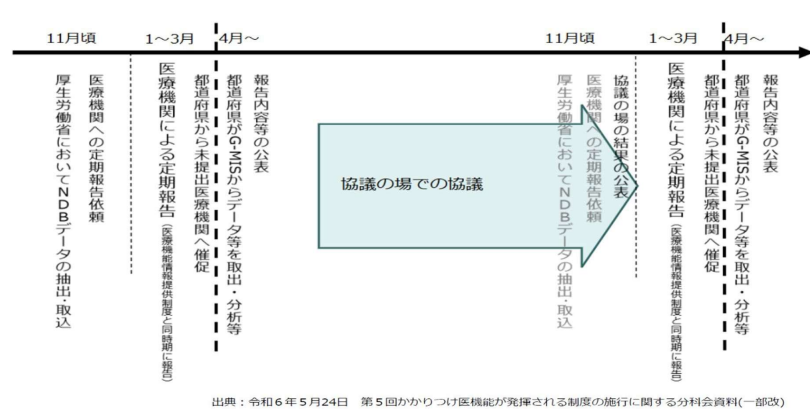 11月頃
1～3月
4月～
11月頃
1～3月
4月～
厚生労働省においてNDBデータの抽出・取込
医療機関への定期報告依頼
医療機関による定期報告（医療機能情報提供制度と同時期に報告）
都道府県から未提出医療機関へ催促
都道府県がG-MISからデータ等を取出・分析等
報告内容等の公表
協議の場での協議
厚生労働省においてNDBデータの抽出・取込
医療機関への定期報告依頼
協議の場の結果の公表
医療機関による定期報告（医療機能情報提供制度と同時期に報告）
都道府県から未提出医療機関へ催促
都道府県がG-MISからデータ等を取出・分析等
報告内容等の公表
出典：令和６年５月24日　第５回かかりつけ医機能が発揮される制度の施行に関する分科会資料(一部改)